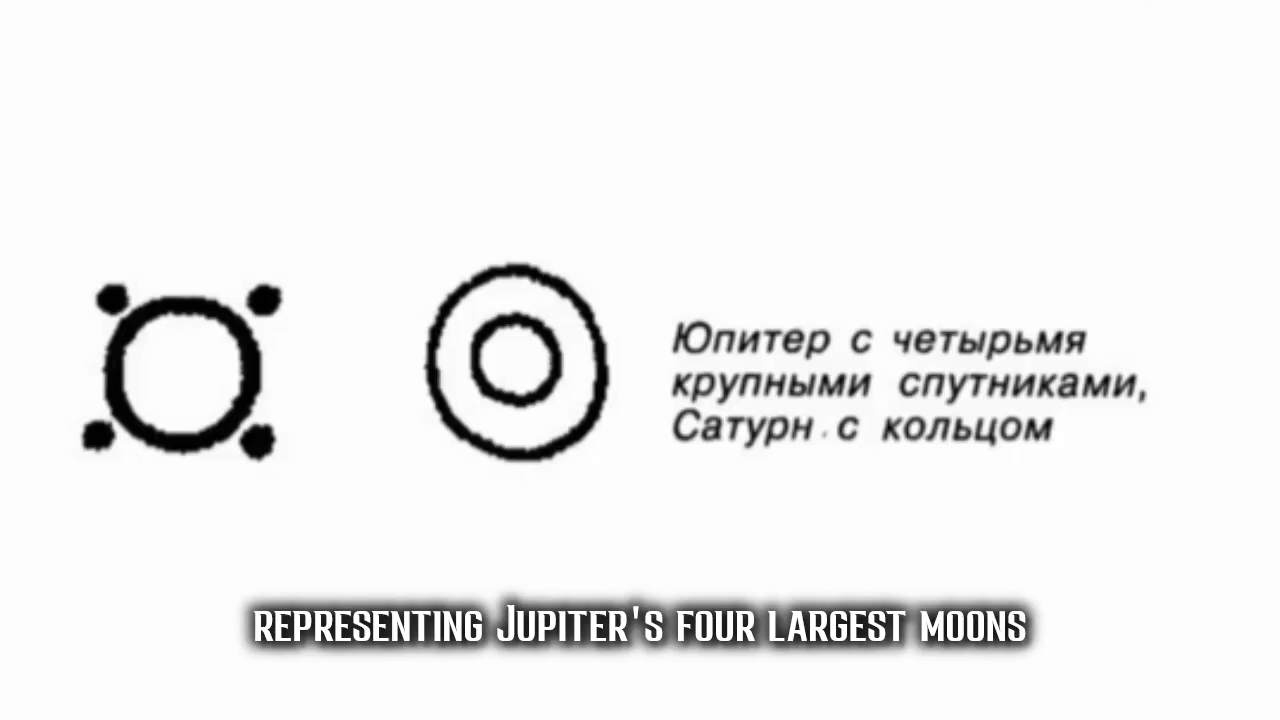 Юпитер с четырьмя
крупными спутниками,
Сатурн с кольцом
REPRESENTING JUPITER'S FOUR LARGEST MOONS